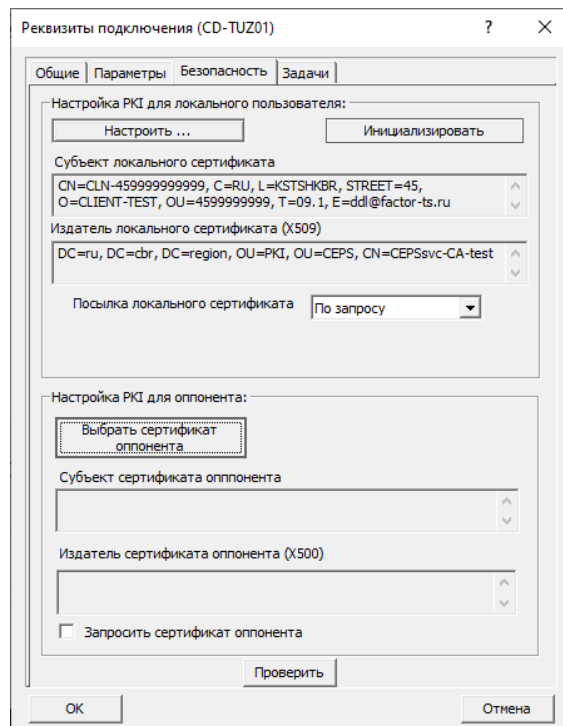 Реквизиты подключения (CD-TUZ01)
Общие Параметры Безопасность Задачи
Настройка PKI для локального пользователя:
Настроить ... Инициализировать
Субъект локального сертификата
CN=CLN-459999999999, C=RU, L=KSTSHKBR, STREET=45,
O=CLIENT-TEST, OU=4599999999, T=09.1, E=ddl@factor-ts.ru
Издатель локального сертификата (X509)
DC=ru, DC=cbr, DC=region, OU=PKI, OU=CEPS, CN=CEPSsvc-CA-test
Посылка локального сертификата По запросу
Настройка PKI для оппонента:
Выбрать сертификат
оппонента
Субъект сертификата опппонента
Издатель сертификата оппонента (X500)
Запросить сертификат оппонента
Проверить
OK Отмена